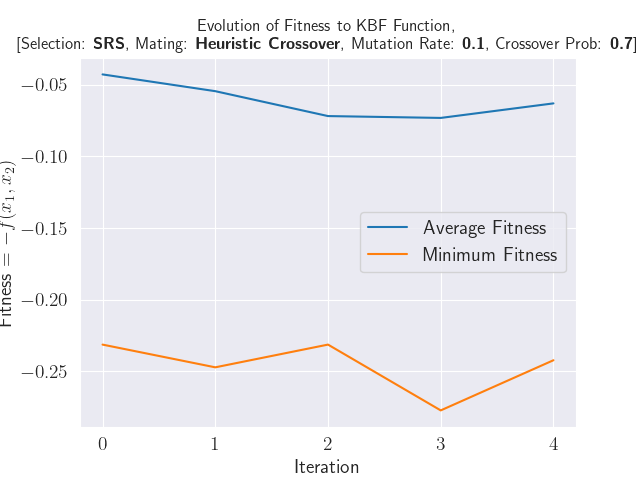 Evolution of Fitness to KBF Function,
[Selection: SRS, Mating: Heuristic Crossover, Mutation Rate: 0.1, Crossover Prob: 0.7]
Fitness = −f(x₁, x₂)
−0.05
−0.10
−0.15
−0.20
−0.25
Average Fitness
Minimum Fitness
0 1 2 3 4
Iteration